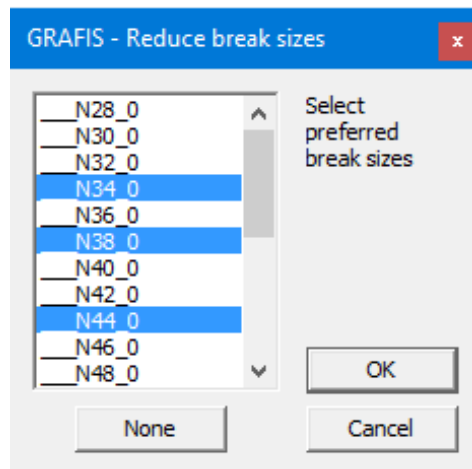 GRAFIS - Reduce break sizes
x
___N28_0
___N30_0
___N32_0
___N34_0
___N36_0
___N38_0
___N40_0
___N42_0
___N44_0
___N46_0
___N48_0
Select
preferred
break sizes
OK
None
Cancel